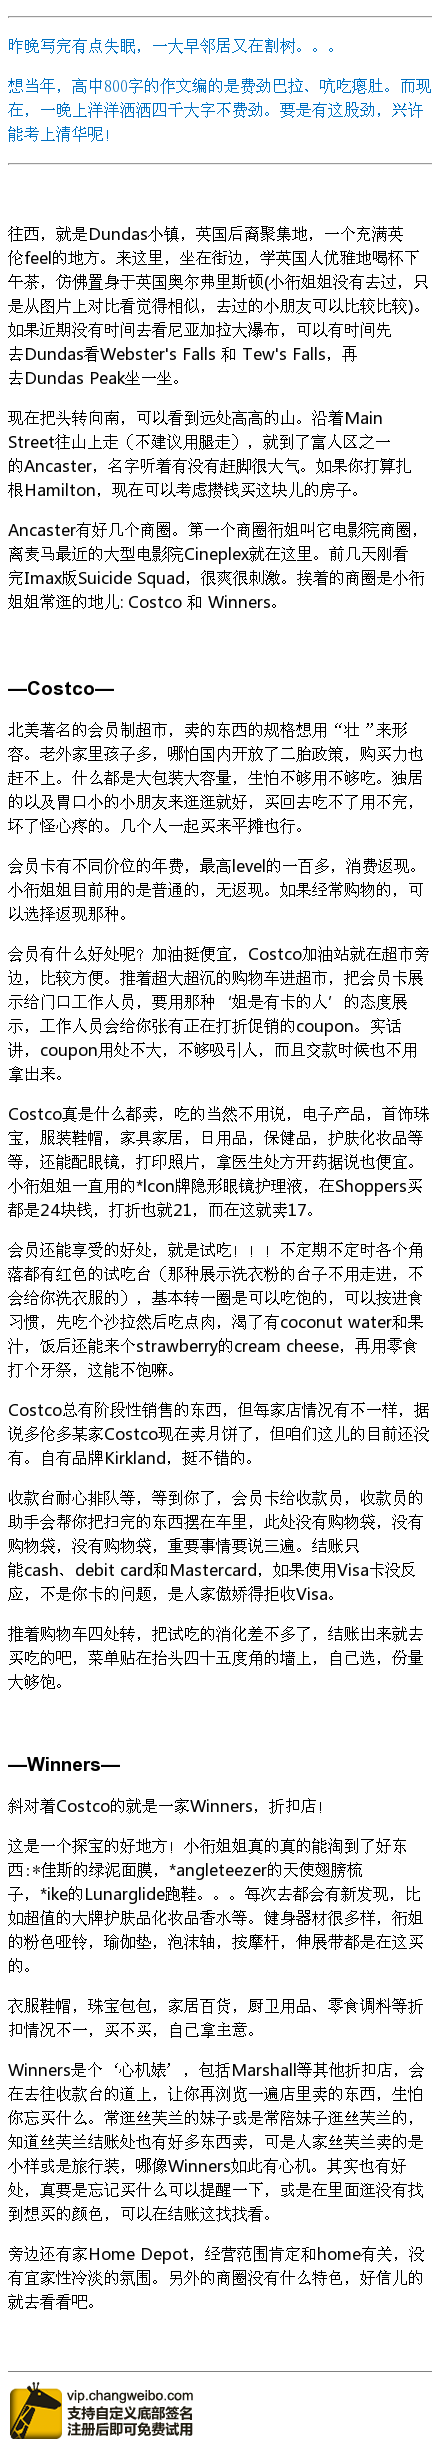 昨晚写完有点失眠，一大早邻居又在割树。。。
想当年，高中800字的作文编的是费劲巴拉、吭吃瘪肚。而现
在，一晚上洋洋洒洒四千大字不费劲。要是有这股劲，兴许
能考上清华呢！
往西，就是Dundas小镇，英国后裔聚集地，一个充满英
伦feel的地方。来这里，坐在街边，学英国人优雅地喝杯下
午茶，仿佛置身于英国奥尔弗里斯顿(小衔姐姐没有去过，只
是从图片上对比看觉得相似，去过的小朋友可以比较比较)。
如果近期没有时间去看尼亚加拉大瀑布，可以有时间先
去Dundas看Webster's Falls 和 Tew's Falls，再
去Dundas Peak坐一坐。
现在把头转向南，可以看到远处高高的山。沿着Main
Street往山上走（不建议用腿走），就到了富人区之一
的Ancaster，名字听着有没有赶脚很大气。如果你打算扎
根Hamilton，现在可以考虑攒钱买这块儿的房子。
Ancaster有好几个商圈。第一个商圈衔姐叫它电影院商圈，
离麦马最近的大型电影院Cineplex就在这里。前几天刚看
完Imax版Suicide Squad，很爽很刺激。挨着的商圈是小衔
姐姐常逛的地儿: Costco 和 Winners。
—Costco—
北美著名的会员制超市，卖的东西的规格想用“壮 ”来形
容。老外家里孩子多，哪怕国内开放了二胎政策，购买力也
赶不上。什么都是大包装大容量，生怕不够用不够吃。独居
的以及胃口小的小朋友来逛逛就好，买回去吃不了用不完，
坏了怪心疼的。几个人一起买来平摊也行。
会员卡有不同价位的年费，最高level的一百多，消费返现。
小衔姐姐目前用的是普通的，无返现。如果经常购物的，可
以选择返现那种。
会员有什么好处呢？加油挺便宜，Costco加油站就在超市旁
边，比较方便。推着超大超沉的购物车进超市，把会员卡展
示给门口工作人员，要用那种‘姐是有卡的人’的态度展
示，工作人员会给你张有正在打折促销的coupon。实话
讲，coupon用处不大，不够吸引人，而且交款时候也不用
拿出来。
Costco真是什么都卖，吃的当然不用说，电子产品，首饰珠
宝，服装鞋帽，家具家居，日用品，保健品，护肤化妆品等
等，还能配眼镜，打印照片，拿医生处方开药据说也便宜。
小衔姐姐一直用的*lcon牌隐形眼镜护理液，在Shoppers买
都是24块钱，打折也就21，而在这就卖17。
会员还能享受的好处，就是试吃！！！不定期不定时各个角
落都有红色的试吃台（那种展示洗衣粉的台子不用走进，不
会给你洗衣服的），基本转一圈是可以吃饱的，可以按进食
习惯，先吃个沙拉然后吃点肉，渴了有coconut water和果
汁，饭后还能来个strawberry的cream cheese，再用零食
打个牙祭，这能不饱嘛。
Costco总有阶段性销售的东西，但每家店情况有不一样，据
说多伦多某家Costco现在卖月饼了，但咱们这儿的目前还没
有。自有品牌Kirkland，挺不错的。
收款台耐心排队等，等到你了，会员卡给收款员，收款员的
助手会帮你把扫完的东西摆在车里，此处没有购物袋，没有
购物袋，没有购物袋，重要事情要说三遍。结账只
能cash、debit card和Mastercard，如果使用Visa卡没反
应，不是你卡的问题，是人家傲娇得拒收Visa。
推着购物车四处转，把试吃的消化差不多了，结账出来就去
买吃的吧，菜单贴在抬头四十五度角的墙上，自己选，份量
大够饱。
—Winners—
斜对着Costco的就是一家Winners，折扣店！
这是一个探宝的好地方！小衔姐姐真的真的能淘到了好东
西：*佳斯的绿泥面膜，*angleteezer的天使翅膀梳
子，*ike的Lunarglide跑鞋。。。每次去都会有新发现，比
如超值的大牌护肤品化妆品香水等。健身器材很多样，衔姐
的粉色哑铃，瑜伽垫，泡沫轴，按摩杆，伸展带都是在这买
的。
衣服鞋帽，珠宝包包，家居百货，厨卫用品、零食调料等折
扣情况不一，买不买，自己拿主意。
Winners是个‘心机婊’，包括Marshall等其他折扣店，会
在去往收款台的道上，让你再浏览一遍店里卖的东西，生怕
你忘买什么。常逛丝芙兰的妹子或是常陪妹子逛丝芙兰的，
知道丝芙兰结账处也有好多东西卖，可是人家丝芙兰卖的是
小样或是旅行装，哪像Winners如此有心机。其实也有好
处，真要是忘记买什么可以提醒一下，或是在里面逛没有找
到想买的颜色，可以在结账这找找看。
旁边还有家Home Depot，经营范围肯定和home有关，没
有宜家性冷淡的氛围。另外的商圈没有什么特色，好信儿的
就去看看吧。
vip.changweibo.com
支持自定义底部签名
注册后即可免费试用